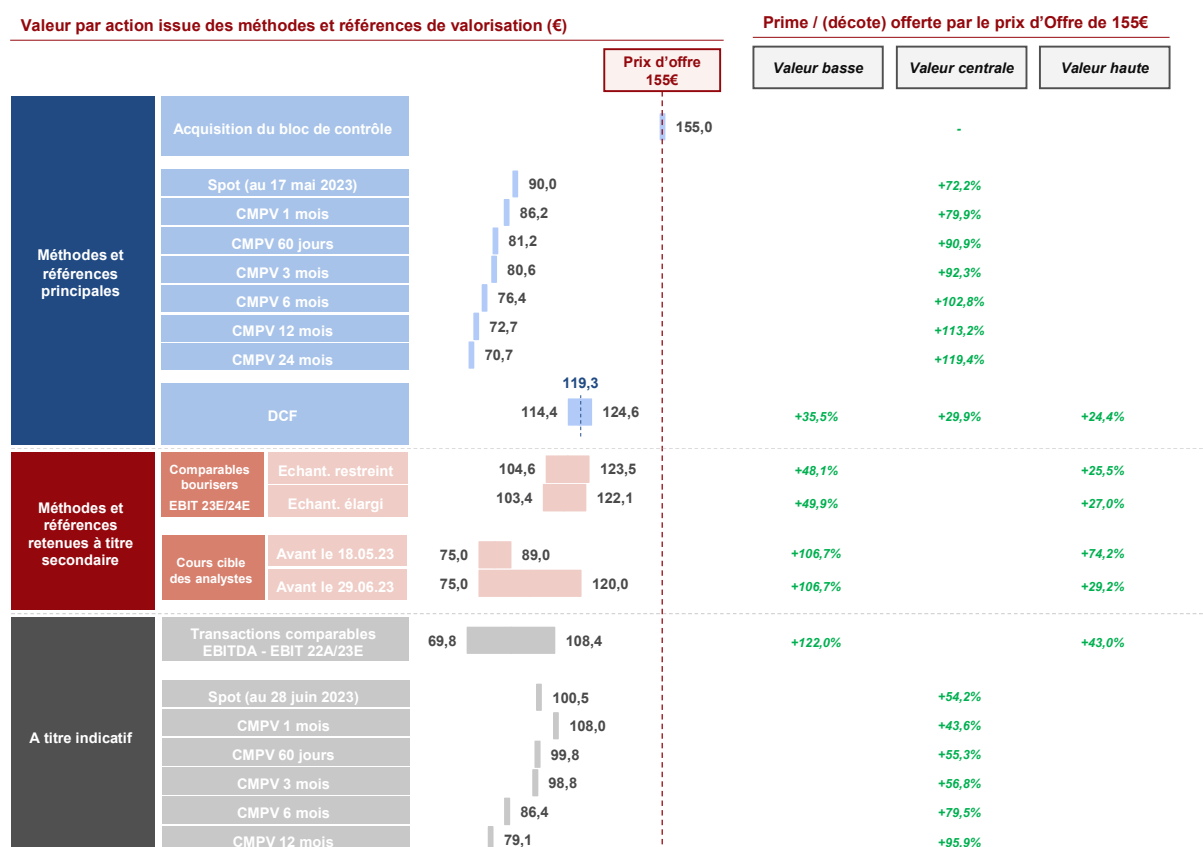 Valeur par action issue des méthodes et références de valorisation (€)
Prime / (décote) offerte par le prix d'Offre de 155€
Prix d'offre
155€
Valeur basse
Valeur centrale
Valeur haute
Méthodes et
références
principales
Acquisition du bloc de contrôle
155,0
-
Spot (au 17 mai 2023)
90,0
+72,2%
CMPV 1 mois
86,2
+79,9%
CMPV 60 jours
81,2
+90,9%
CMPV 3 mois
80,6
+92,3%
CMPV 6 mois
76,4
+102,8%
CMPV 12 mois
72,7
+113,2%
CMPV 24 mois
70,7
+119,4%
DCF
119,3
114,4
124,6
+35,5%
+29,9%
+24,4%
Méthodes et
références
retenues à titre
secondaire
Comparables
bourisers
EBIT 23E/24E
Echant. restreint
104,6
123,5
+48,1%
+25,5%
Echant. élargi
103,4
122,1
+49,9%
+27,0%
Cours cible
des analystes
Avant le 18.05.23
75,0
89,0
+106,7%
+74,2%
Avant le 29.06.23
75,0
120,0
+106,7%
+29,2%
A titre indicatif
Transactions comparables
EBITDA - EBIT 22A/23E
69,8
108,4
+122,0%
+43,0%
Spot (au 28 juin 2023)
100,5
+54,2%
CMPV 1 mois
108,0
+43,6%
CMPV 60 jours
99,8
+55,3%
CMPV 3 mois
98,8
+56,8%
CMPV 6 mois
86,4
+79,5%
CMPV 12 mois
79,1
+95,9%